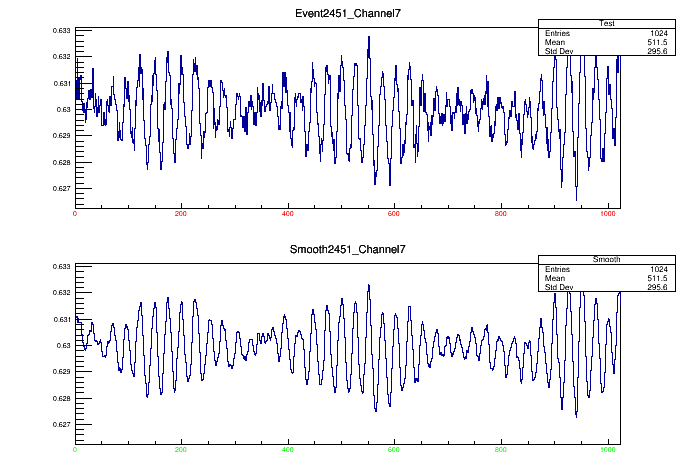 Event2451_Channel7
Test
Entries 1024
Mean 511.5
Std Dev 295.6
0.633
0.632
0.631
0.63
0.629
0.628
0.627
0 200 400 600 800 1000
Smooth2451_Channel7
Smooth
Entries 1024
Mean 511.5
Std Dev 295.6
0.633
0.632
0.631
0.63
0.629
0.628
0.627
0 200 400 600 800 1000